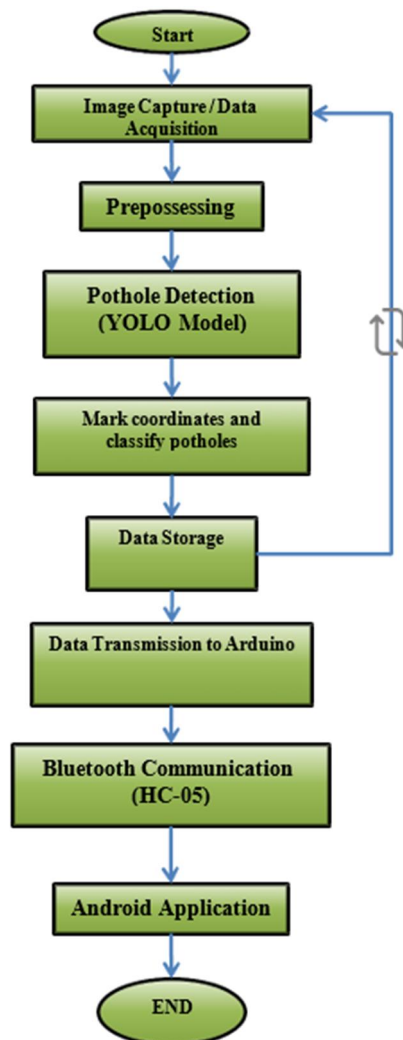 Start
Image Capture / Data
Acquisition
Prepossessing
Pothole Detection
(YOLO Model)
Mark coordinates and
classify potholes
Data Storage
Data Transmission to Arduino
Bluetooth Communication
(HC-05)
Android Application
END